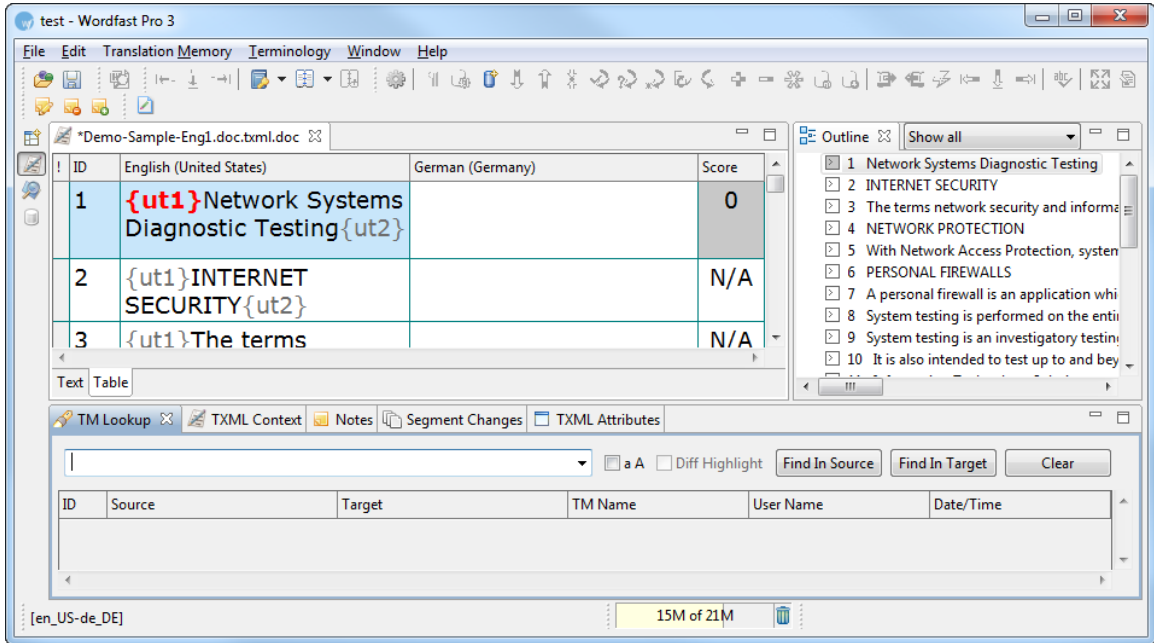 test - Wordfast Pro 3
File Edit Translation Memory Terminology Window Help
*Demo-Sample-Eng1.doc.txml.doc
! ID English (United States) German (Germany) Score
1 {ut1}Network Systems 0
Diagnostic Testing{ut2}
2 {ut1}INTERNET N/A
SECURITY{ut2}
3 {ut1}The terms N/A
Text Table
Outline Show all
1 Network Systems Diagnostic Testing
2 INTERNET SECURITY
3 The terms network security and informa
4 NETWORK PROTECTION
5 With Network Access Protection, system
6 PERSONAL FIREWALLS
7 A personal firewall is an application whi
8 System testing is performed on the enti
9 System testing is an investigatory testin
10 It is also intended to test up to and bey
TM Lookup TXML Context Notes Segment Changes TXML Attributes
a A Diff Highlight Find In Source Find In Target Clear
ID Source Target TM Name User Name Date/Time
[en_US-de_DE] 15M of 21M